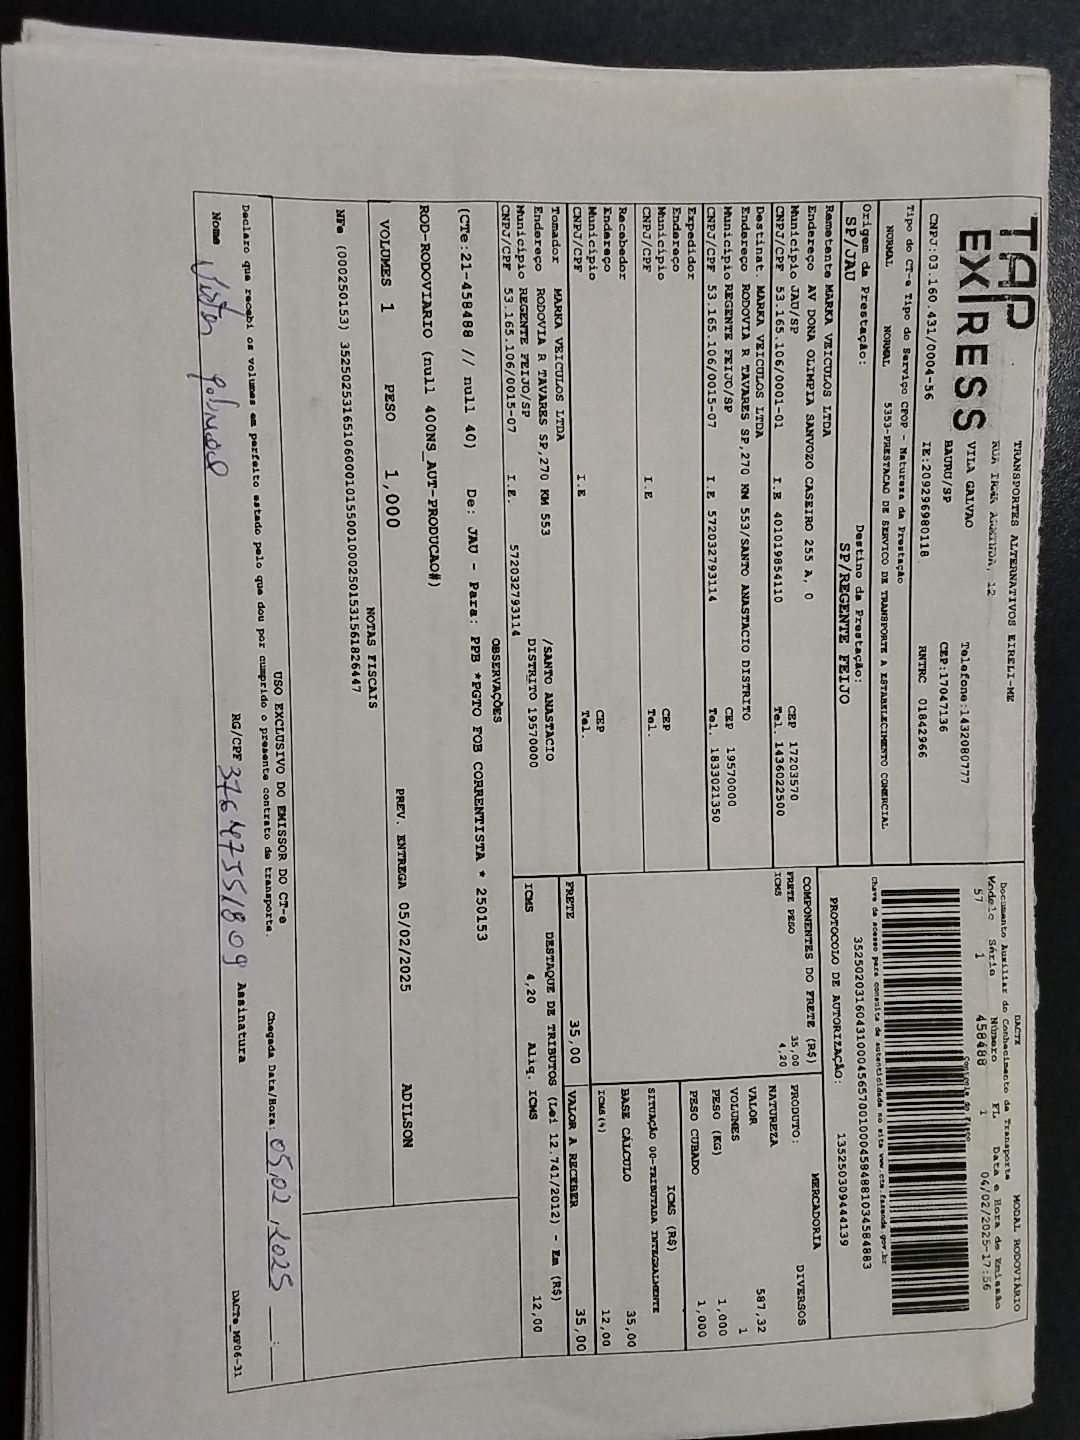 TAP
EXPRESS
TRANSPORTES ALTERNATIVOS EIRELI-ME
12
VILA GALVAO
BAURU/SP
Telefone:1432080777
CEP:17047136
CNPJ:03.160.431/0004-56 IE:209296980118 RNTRC 01842966
DACTE MODAL RODOVIÁRIO
Documento Auxiliar do Conhecimento de Transporte
Modelo Série Número FL Data e Hora de Emissão
57 1 458488 1 04/02/2025-17:56
Controle do Fisco
Chave de acesso para consulta de autenticidade no site www.cte.fazenda.gov.br
35250203160431000456570010004584881034584883
PROTOCOLO DE AUTORIZAÇÃO: 135250309444139
Tipo do CT-e Tipo do Serviço CFOP - Natureza da Prestação
NORMAL NORMAL 5353-PRESTACAO DE SERVICO DE TRANSPORTE A ESTABELECIMENTO COMERCIAL
Origem da Prestação: Destino da Prestação:
SP/JAU SP/REGENTE FEIJO
Remetente MARKA VEICULOS LTDA
Endereço AV DONA OLIMPIA SANVOZO CASEIRO 255 A, 0
Município JAU/SP CEP 17203570
CNPJ/CPF 53.165.106/0001-01 I.E 401019854110 Tel. 1436022500
Destinat. MARKA VEICULOS LTDA
Endereço RODOVIA R TAVARES SP,270 KM 553/SANTO ANASTACIO DISTRITO
Município REGENTE FEIJO/SP CEP 19570000
CNPJ/CPF 53.165.106/0015-07 I.E 572032793114 Tel. 1833021350
Expedidor
Endereço
Município CEP
CNPJ/CPF I.E Tel.
Recebedor
Endereço
Município CEP
CNPJ/CPF I.E Tel.
Tomador MARKA VEICULOS LTDA
Endereço RODOVIA R TAVARES SP,270 KM 553 /SANTO ANASTACIO
Município REGENTE FEIJO/SP DISTRITO 19570000
CNPJ/CPF 53.165.106/0015-07 I.E. 572032793114
COMPONENTES DO FRETE (R$)
FRETE PESO 35,00
ICMS 4,20
PRODUTO: MERCADORIA
NATUREZA DIVERSOS
VALOR 587,32
VOLUMES 1
PESO (KG) 1,000
PESO CUBADO 1,000
ICMS (R$)
SITUAÇÃO 00-TRIBUTADA INTEGRALMENTE
BASE CÁLCULO 35,00
ICMS(%) 12,00
FRETE 35,00 VALOR A RECEBER 35,00
DESTAQUE DE TRIBUTOS (Lei 12.741/2012) - Em (R$)
ICMS 4,20 Aliq. ICMS 12,00
OBSERVAÇÕES
(CTe:21-458488 // null 40) De: JAU - Para: PPB *PGTO FOB CORRENTISTA * 250153
ROD-RODOVIARIO (null 400NS_AUT-PRODUCAO#)
VOLUMES 1 PESO 1,000 PREV. ENTREGA 05/02/2025 ADILSON
NOTAS FISCAIS
NFe (000250153) 35250253165106000101550010002501531561826447
USO EXCLUSIVO DO EMISSOR DO CT-e
Declaro que recebi os volumes em perfeito estado pelo que dou por cumprido o presente contrato de transporte. Chegada Data/Hora: 05/02/2025 __:__
Nome RG/CPF 37647551809 Assinatura
DACTe_MP06-31